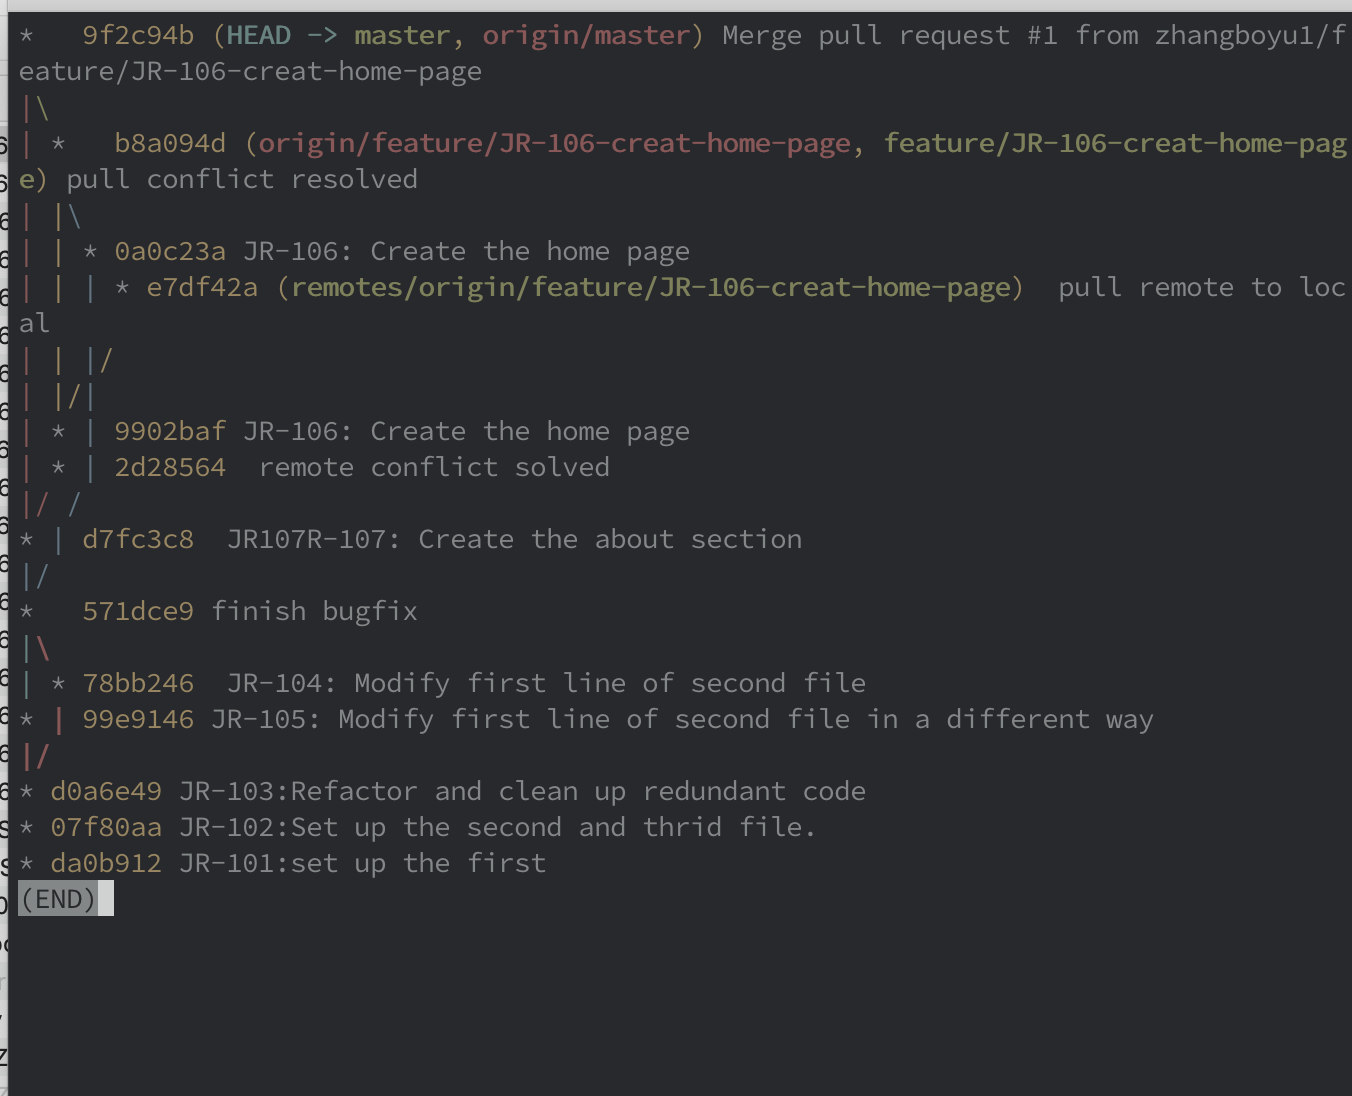 *   9f2c94b (HEAD -> master, origin/master) Merge pull request #1 from zhangboyu1/f
eature/JR-106-creat-home-page
|\
| *   b8a094d (origin/feature/JR-106-creat-home-page, feature/JR-106-creat-home-pag
e) pull conflict resolved
| |\
| | * 0a0c23a JR-106: Create the home page
| | | * e7df42a (remotes/origin/feature/JR-106-creat-home-page)  pull remote to loc
al
| | |/
| |/|
| * | 9902baf JR-106: Create the home page
| * | 2d28564  remote conflict solved
|/ /
* | d7fc3c8  JR107R-107: Create the about section
|/
*   571dce9 finish bugfix
|\
| * 78bb246  JR-104: Modify first line of second file
* | 99e9146 JR-105: Modify first line of second file in a different way
|/
* d0a6e49 JR-103:Refactor and clean up redundant code
* 07f80aa JR-102:Set up the second and thrid file.
* da0b912 JR-101:set up the first
(END)